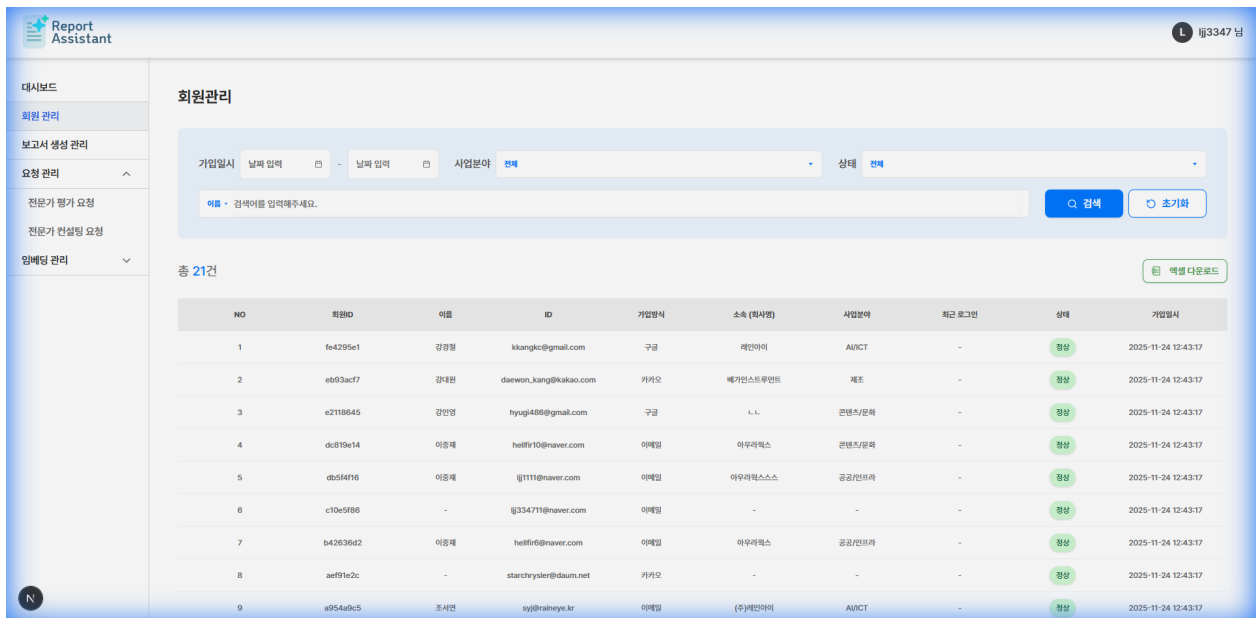 Report
Assistant
L ljj3347 님
대시보드
회원 관리
보고서 생성 관리
요청 관리
전문가 평가 요청
전문가 컨설팅 요청
임베딩 관리
회원관리
가입일시 날짜 입력 - 날짜 입력 사업분야 전체 상태 전체
이름 검색어를 입력해주세요. 검색 초기화
총 21건 엑셀 다운로드
NO 회원ID 이름 ID 가입방식 소속 (회사명) 사업분야 최근 로그인 상태 가입일시
1 fe4295e1 강경철 kkangkc@gmail.com 구글 레인아이 AI/ICT - 정상 2025-11-24 12:43:17
2 eb93acf7 강대원 daewon_kang@kakao.com 카카오 베가인스트루먼트 제조 - 정상 2025-11-24 12:43:17
3 e2118645 강인영 hyugi486@gmail.com 구글 ㄴㄴ 콘텐츠/문화 - 정상 2025-11-24 12:43:17
4 dc819e14 이중재 hellfir10@naver.com 이메일 아우라웍스 콘텐츠/문화 - 정상 2025-11-24 12:43:17
5 db5f4f16 이중재 ljj1111@naver.com 이메일 아우라웍스스스 공공/인프라 - 정상 2025-11-24 12:43:17
6 c10e5f86 - ljj334711@naver.com 이메일 - - - 정상 2025-11-24 12:43:17
7 b42636d2 이중재 hellfir6@naver.com 이메일 아우라웍스 공공/인프라 - 정상 2025-11-24 12:43:17
8 aef91e2c - starchrysler@daum.net 카카오 - - - 정상 2025-11-24 12:43:17
9 a954a9c5 조서연 syj@raineye.kr 이메일 (주)레인아이 AI/ICT - 정상 2025-11-24 12:43:17
N